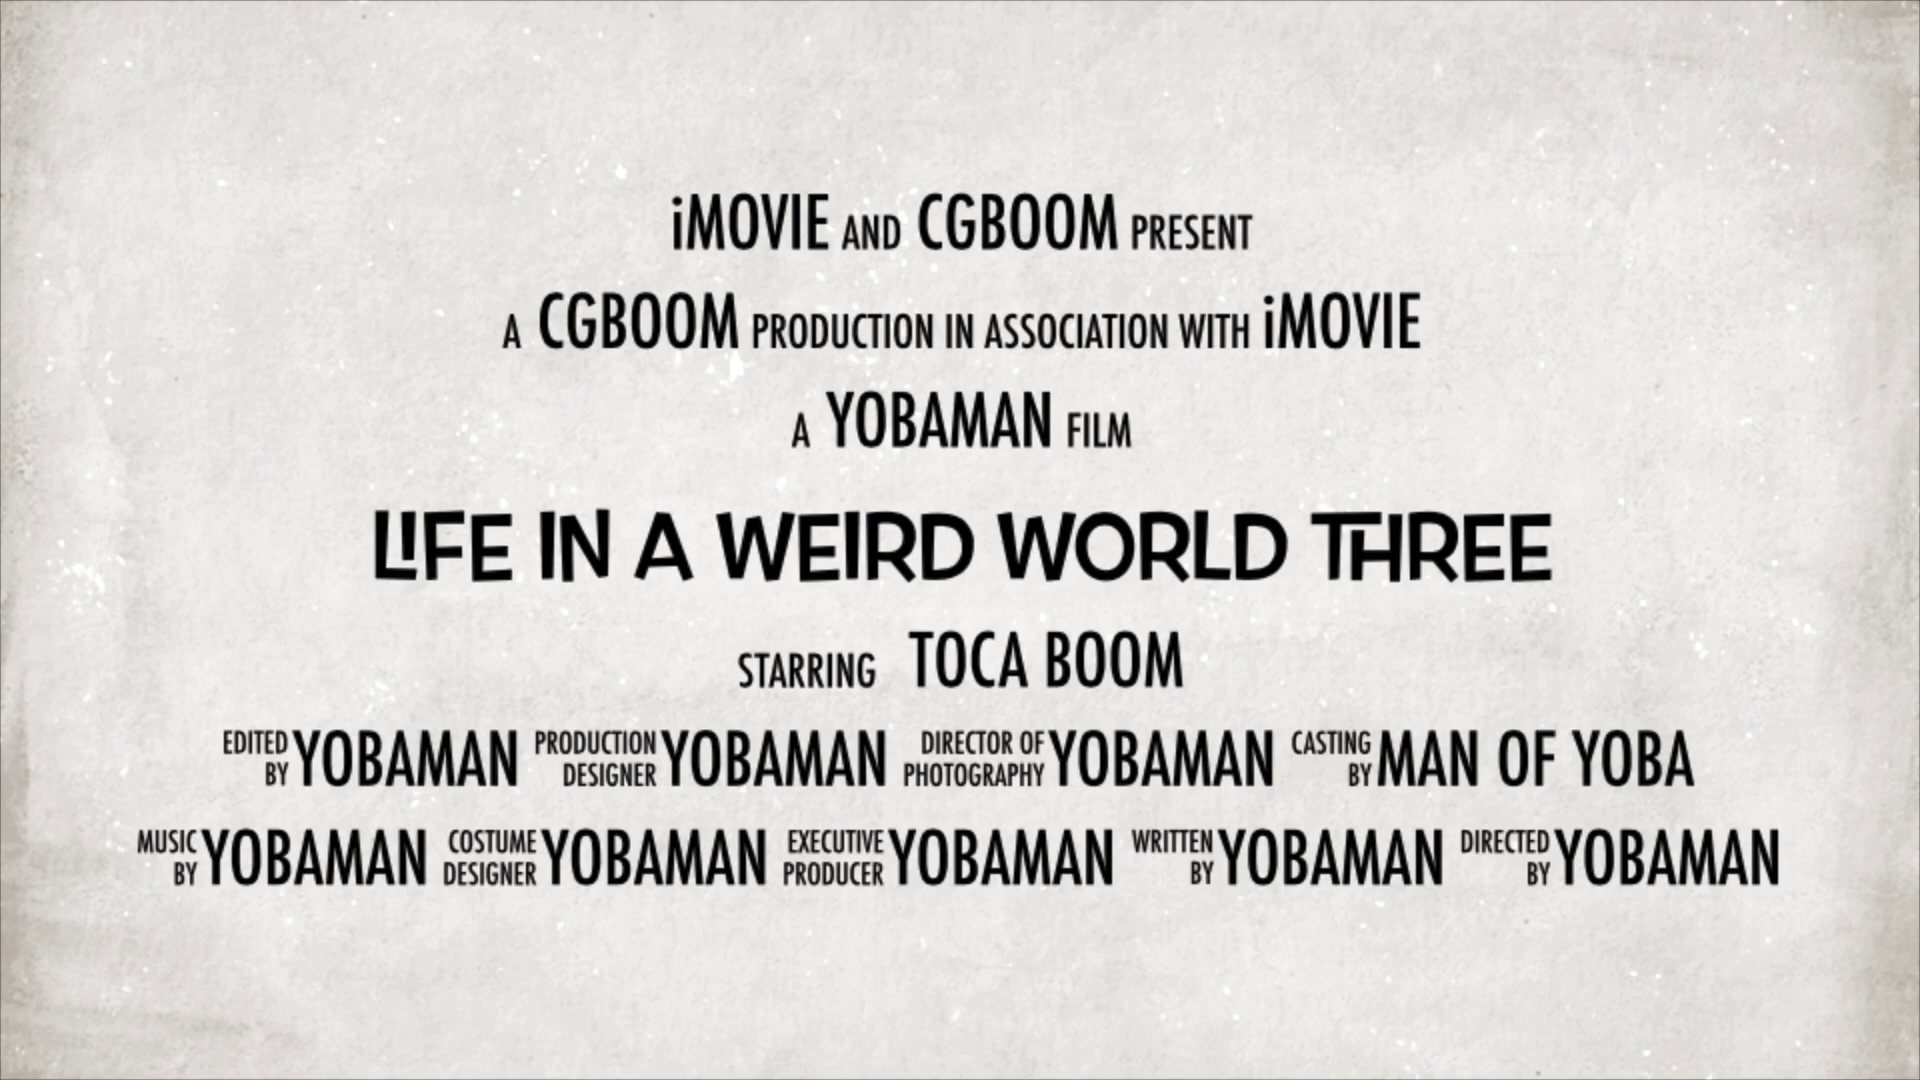 iMOVIE AND CGBOOM PRESENT
A CGBOOM PRODUCTION IN ASSOCIATION WITH iMOVIE
A YOBAMAN FILM
LIFE IN A WEIRD WORLD THREE
STARRING TOCA BOOM
EDITED BY YOBAMAN PRODUCTION DESIGNER YOBAMAN DIRECTOR OF PHOTOGRAPHY YOBAMAN CASTING BY MAN OF YOBA
MUSIC BY YOBAMAN COSTUME DESIGNER YOBAMAN EXECUTIVE PRODUCER YOBAMAN WRITTEN BY YOBAMAN DIRECTED BY YOBAMAN